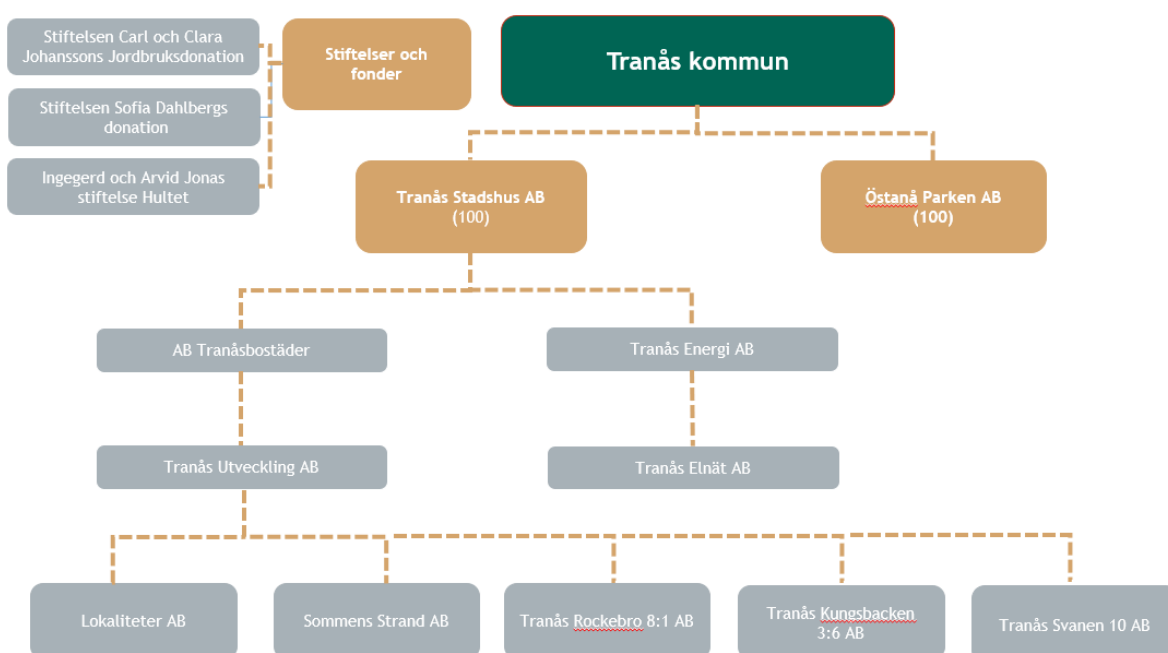 Stiftelsen Carl och Clara
Johanssons Jordbruksdonation
Stiftelser och
fonder
Tranås kommun
Stiftelsen Sofia Dahlbergs
donation
Ingegerd och Arvid Jonas
stiftelse Hultet
Tranås Stadshus AB
(100)
Östanå Parken AB
(100)
AB Tranåsbostäder
Tranås Energi AB
Tranås Utveckling AB
Tranås Elnät AB
Lokaliteter AB
Sommens Strand AB
Tranås Rockebro 8:1 AB
Tranås Kungsbacken
3:6 AB
Tranås Svanen 10 AB